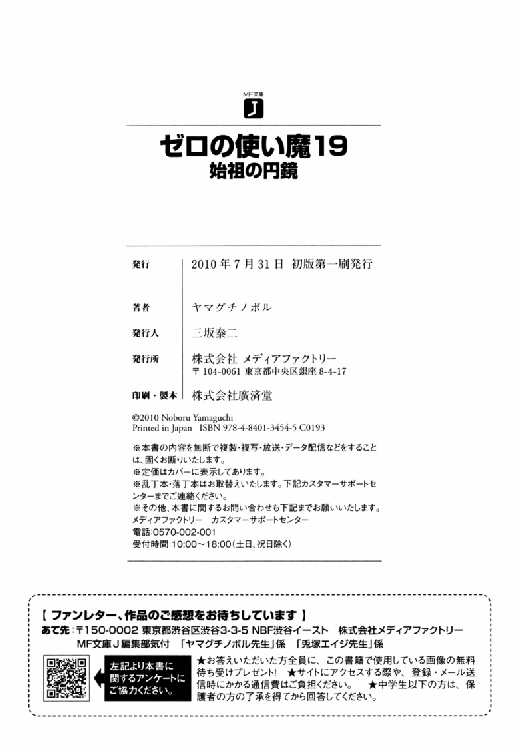 MF文庫
J
ゼロの使い魔19
始祖の円鏡
発行　2010年7月31日 初版第一刷発行
著者　ヤマグチノボル
発行人　三坂泰二
発行所　株式会社 メディアファクトリー
〒104-0061 東京都中央区銀座8-4-17
印刷・製本　株式会社廣済堂
©2010 Noboru Yamaguchi
Printed in Japan ISBN 978-4-8401-3454-5 C0193
※本書の内容を無断で複製・複写・放送・データ配信などをすること
は、固くお断りいたします。
※定価はカバーに表示してあります。
※乱丁本・落丁本はお取替えいたします。下記カスタマーサポートセ
ンターまでご連絡ください。
※その他、本書に関するお問い合わせも下記までお願いいたします。
メディアファクトリー　カスタマーサポートセンター
電話:0570-002-001
受付時間 10:00〜18:00(土日、祝日除く)
【 ファンレター、作品のご感想をお待ちしています 】
あて先:〒150-0002 東京都渋谷区渋谷3-3-5 NBF渋谷イースト　株式会社メディアファクトリー
MF文庫J編集部気付　「ヤマグチノボル先生」係　「兎塚エイジ先生」係
左記より本書に
関するアンケートに
ご協力ください。
★お答えいただいた方全員に、この書籍で使用している画像の無料
待ち受けプレゼント!　★サイトにアクセスする際や、登録・メール送
信時にかかる通信費はご負担ください。　★中学生以下の方は、保
護者の方の了承を得てから回答してください。